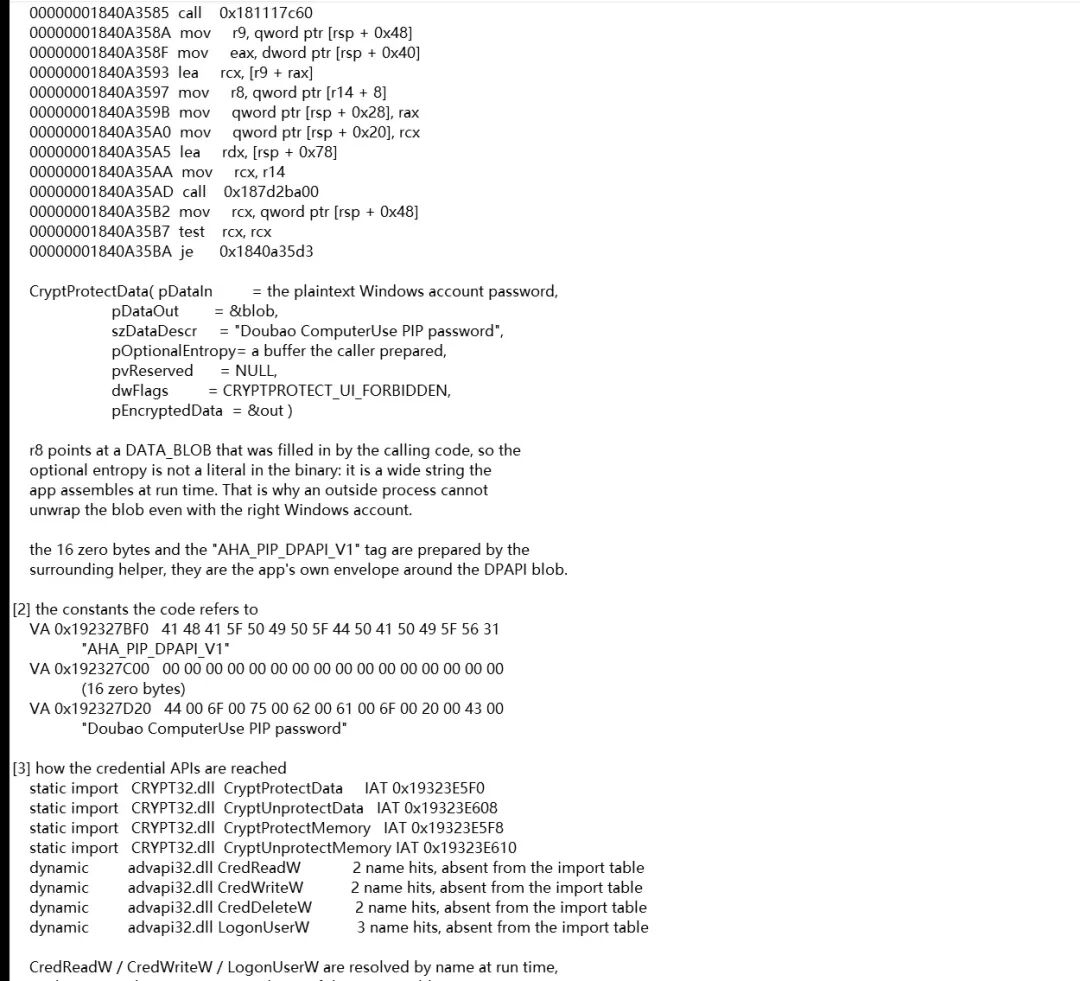 00000001840A3585 call 0x181117c60
00000001840A358A mov r9, qword ptr [rsp + 0x48]
00000001840A358F mov eax, dword ptr [rsp + 0x40]
00000001840A3593 lea rcx, [r9 + rax]
00000001840A3597 mov r8, qword ptr [r14 + 8]
00000001840A359B mov qword ptr [rsp + 0x28], rax
00000001840A35A0 mov qword ptr [rsp + 0x20], rcx
00000001840A35A5 lea rdx, [rsp + 0x78]
00000001840A35AA mov rcx, r14
00000001840A35AD call 0x187d2ba00
00000001840A35B2 mov rcx, qword ptr [rsp + 0x48]
00000001840A35B7 test rcx, rcx
00000001840A35BA je 0x1840a35d3
CryptProtectData( pDataIn = the plaintext Windows account password,
pDataOut = &blob,
szDataDescr = "Doubao ComputerUse PIP password",
pOptionalEntropy= a buffer the caller prepared,
pvReserved = NULL,
dwFlags = CRYPTPROTECT_UI_FORBIDDEN,
pEncryptedData = &out )
r8 points at a DATA_BLOB that was filled in by the calling code, so the
optional entropy is not a literal in the binary: it is a wide string the
app assembles at run time. That is why an outside process cannot
unwrap the blob even with the right Windows account.
the 16 zero bytes and the "AHA_PIP_DPAPI_V1" tag are prepared by the
surrounding helper, they are the app's own envelope around the DPAPI blob.
[2] the constants the code refers to
VA 0x192327BF0 41 48 41 5F 50 49 50 5F 44 50 41 50 49 5F 56 31
"AHA_PIP_DPAPI_V1"
VA 0x192327C00 00 00 00 00 00 00 00 00 00 00 00 00 00 00 00 00
(16 zero bytes)
VA 0x192327D20 44 00 6F 00 75 00 62 00 61 00 6F 00 20 00 43 00
"Doubao ComputerUse PIP password"
[3] how the credential APIs are reached
static import CRYPT32.dll CryptProtectData IAT 0x19323E5F0
static import CRYPT32.dll CryptUnprotectData IAT 0x19323E608
static import CRYPT32.dll CryptProtectMemory IAT 0x19323E5F8
static import CRYPT32.dll CryptUnprotectMemory IAT 0x19323E610
dynamic advapi32.dll CredReadW 2 name hits, absent from the import table
dynamic advapi32.dll CredWriteW 2 name hits, absent from the import table
dynamic advapi32.dll CredDeleteW 2 name hits, absent from the import table
dynamic advapi32.dll LogonUserW 3 name hits, absent from the import table
CredReadW / CredWriteW / LogonUserW are resolved by name at run time,